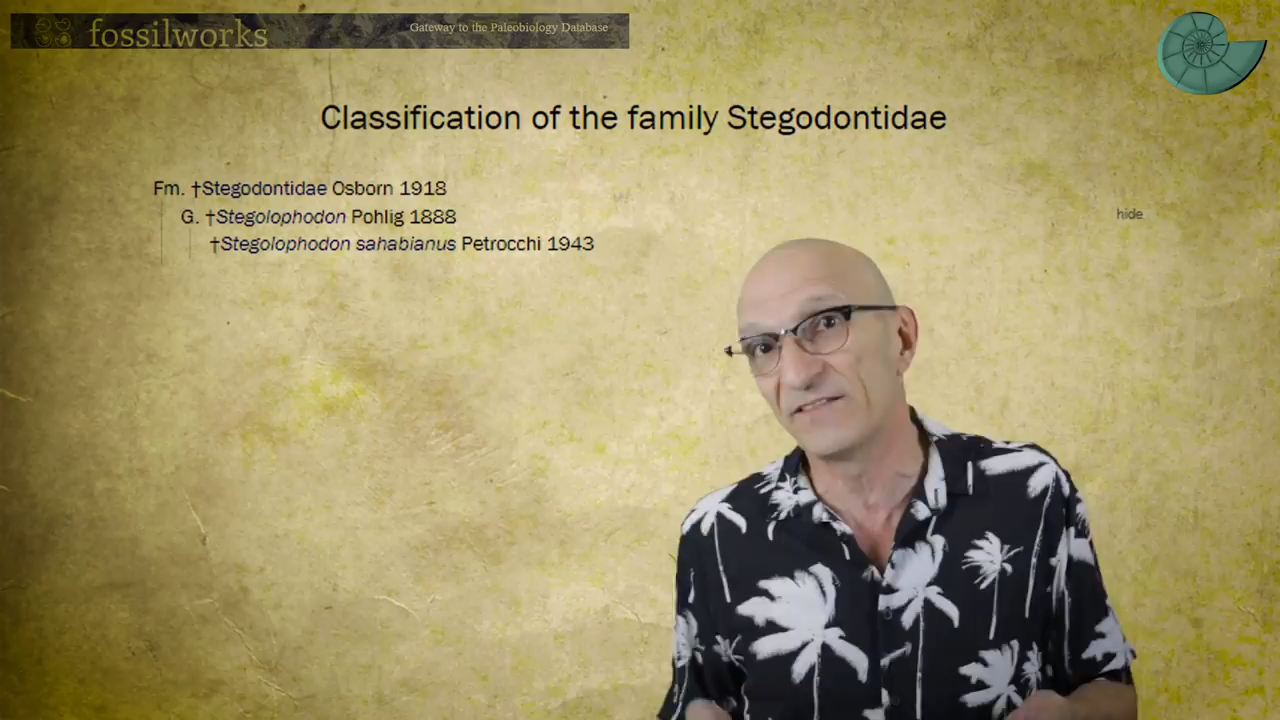 fossilworks
Gateway to the Paleobiology Database
Classification of the family Stegodontidae
Fm. †Stegodontidae Osborn 1918
G. †Stegolophodon Pohlig 1888
hide
†Stegolophodon sahabianus Petrocchi 1943